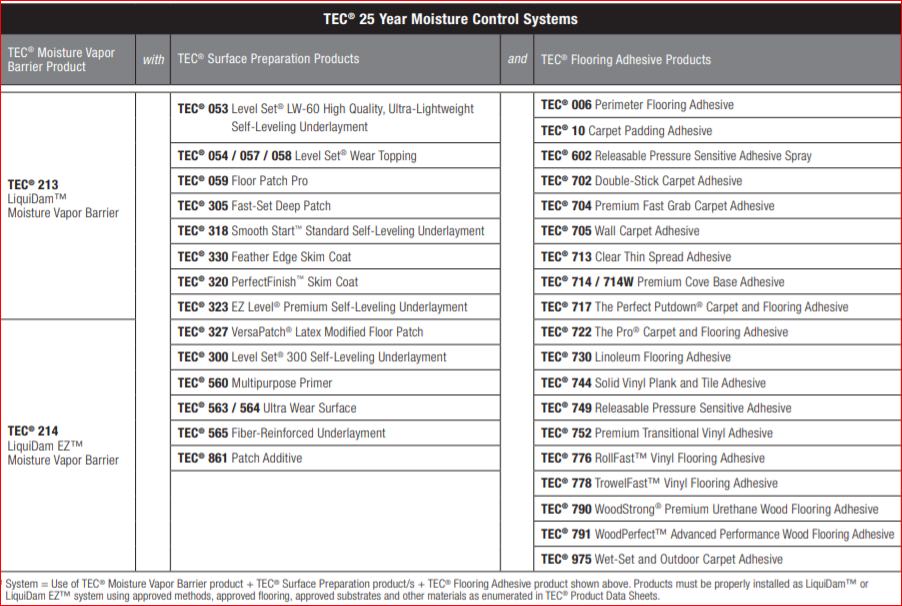 TEC® 25 Year Moisture Control Systems
TEC® Moisture Vapor
Barrier Product
with
TEC® Surface Preparation Products
and
TEC® Flooring Adhesive Products
TEC® 213
LiquiDam™
Moisture Vapor Barrier
TEC® 214
LiquiDam EZ™
Moisture Vapor Barrier
TEC® 053 Level Set® LW-60 High Quality, Ultra-Lightweight
Self-Leveling Underlayment
TEC® 054 / 057 / 058 Level Set® Wear Topping
TEC® 059 Floor Patch Pro
TEC® 305 Fast-Set Deep Patch
TEC® 318 Smooth Start™ Standard Self-Leveling Underlayment
TEC® 330 Feather Edge Skim Coat
TEC® 320 PerfectFinish™ Skim Coat
TEC® 323 EZ Level® Premium Self-Leveling Underlayment
TEC® 327 VersaPatch® Latex Modified Floor Patch
TEC® 300 Level Set® 300 Self-Leveling Underlayment
TEC® 560 Multipurpose Primer
TEC® 563 / 564 Ultra Wear Surface
TEC® 565 Fiber-Reinforced Underlayment
TEC® 861 Patch Additive
TEC® 006 Perimeter Flooring Adhesive
TEC® 10 Carpet Padding Adhesive
TEC® 602 Releasable Pressure Sensitive Adhesive Spray
TEC® 702 Double-Stick Carpet Adhesive
TEC® 704 Premium Fast Grab Carpet Adhesive
TEC® 705 Wall Carpet Adhesive
TEC® 713 Clear Thin Spread Adhesive
TEC® 714 / 714W Premium Cove Base Adhesive
TEC® 717 The Perfect Putdown® Carpet and Flooring Adhesive
TEC® 722 The Pro® Carpet and Flooring Adhesive
TEC® 730 Linoleum Flooring Adhesive
TEC® 744 Solid Vinyl Plank and Tile Adhesive
TEC® 749 Releasable Pressure Sensitive Adhesive
TEC® 752 Premium Transitional Vinyl Adhesive
TEC® 776 RollFast™ Vinyl Flooring Adhesive
TEC® 778 TrowelFast™ Vinyl Flooring Adhesive
TEC® 790 WoodStrong® Premium Urethane Wood Flooring Adhesive
TEC® 791 WoodPerfect™ Advanced Performance Wood Flooring Adhesive
TEC® 975 Wet-Set and Outdoor Carpet Adhesive
System = Use of TEC® Moisture Vapor Barrier product + TEC® Surface Preparation product/s + TEC® Flooring Adhesive product shown above. Products must be properly installed as LiquiDam™ or
LiquiDam EZ™ system using approved methods, approved flooring, approved substrates and other materials as enumerated in TEC® Product Data Sheets.